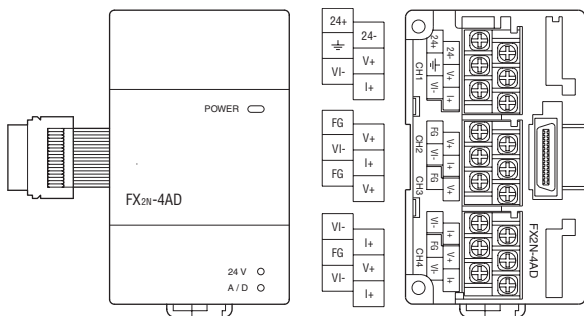 POWER
FX2N-4AD
24 V
A / D
24+
24-
⏚
V+
VI-
I+
FG
V+
VI-
I+
FG
V+
VI-
I+
FG
V+
VI-
I+
CH1
24+
24-
⏚
V+
VI-
I+
CH2
FG
V+
VI-
I+
CH3
FG
V+
VI-
I+
CH4
FG
V+
VI-
I+
FX2N-4AD